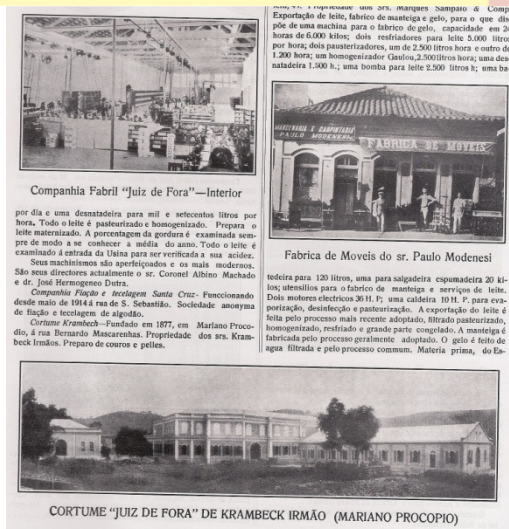 Companhia Fabril "Juiz de Fora"—Interior
por dia e uma desnatadeira para mil e setecentos litros por
hora. Todo o leite é pasteurizado e homogenizado. Prepara o
leite maternizado. A porcentagem da gordura é examinada sem-
pre de modo a se conhecer a média do anno. Todo o leite é
examinado á entrada da Usina para ser verificada a sua acidez.
Seus machinismos são aperfeiçoados e os mais modernos.
São seus directores actualmente o sr. Coronel Albino Machado
e dr. José Hermogeneo Dutra.
Companhia Fiação e tecelagem Santa Cruz- Funccionando
desde maio de 1914 á rua de S. Sebastião. Sociedade anonyma
de fiação e tecelagem de algodão.
Cortume Krambech—Fundado em 1877, em Mariano Proco-
dio, á rua Bernardo Mascarenhas. Propriedade dos srs. Kram-
beck Irmãos. Preparo de couros e pelles.
Propriedade dos Srs. Marques Sampaio & Comp.
Exportação de leite, fabrico de manteiga e gelo, para o que dis-
põe de uma machina para o fabrico de gelo, capacidade em 24
horas de 6.000 kilos; dois resfriadores para leite 5.000 litros
por hora; dois pausterizadores, um de 2.500 litros hora e outro de
1.200 hora; um homogenizador Gaulou,2.500 litros hora; uma des-
natadeira 1.500 h.; uma bomba para leite 2.500 litros h; uma ba-
MARCENARIA E CARPINTARIA
PAULO MODENESI
FABRICA DE MOVEIS
Fabrica de Moveis do sr. Paulo Modenesi
tedeira para 120 litros, uma para salgadeira espumadeira 20 ki-
los; utensilios para o fabrico de manteiga e serviços de leite.
Dois motores electricos 36 H. P; uma caldeira 10 H. P. para eva-
porização, desinfecção e pasteurização. A exportação do leite é
feita pelo processo mais recente adoptado, filtrado pasteurizado,
homogenizado, resfriado e grande parte congelado. A manteiga é
fabricada pelo processo geralmente adoptado. O gelo é feito de
agua filtrada e pelo processo commum. Materia prima, do Es-
CORTUME "JUIZ DE FORA" DE KRAMBECK IRMÃO (MARIANO PROCOPIO)